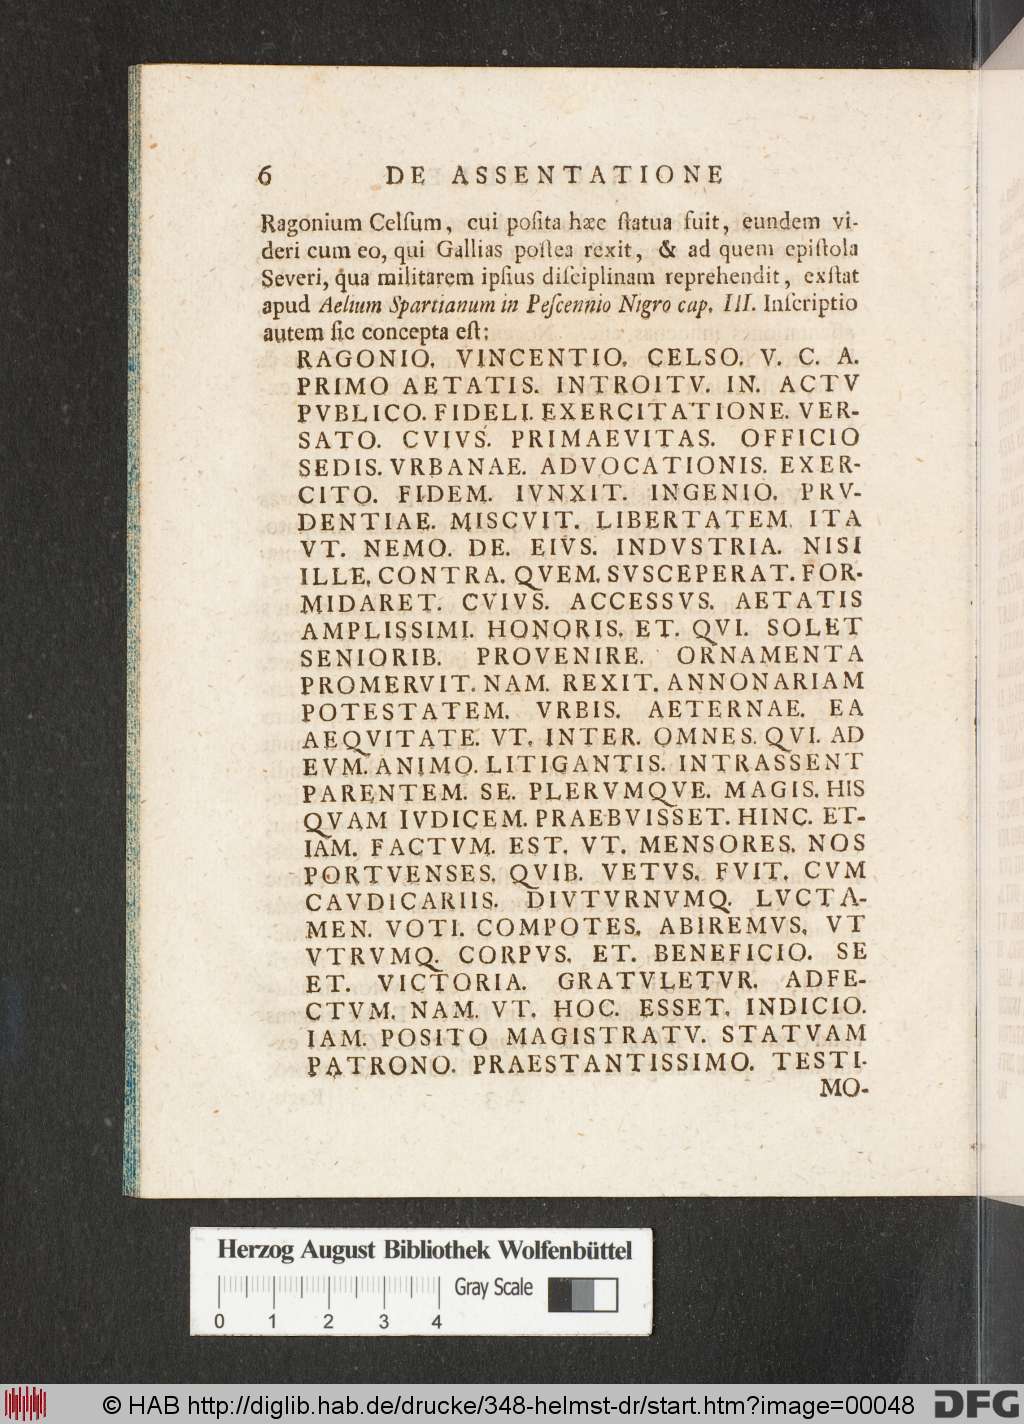 6 DE ASSENTATIONE
Ragonium Celſum, cui poſita hæc ſtatua fuit, eundem vi-
deri cum eo, qui Gallias poſtea rexit, & ad quem epiſtola
Severi, qua militarem ipſius diſciplinam reprehendit, exſtat
apud Aelium Spartianum in Peſcennio Nigro cap. III. Inſcriptio
autem ſic concepta eſt:
RAGONIO. VINCENTIO. CELSO. V. C. A.
PRIMO AETATIS. INTROITV. IN. ACTV
PVBLICO. FIDELI. EXERCITATIONE. VER-
SATO. CVIVS. PRIMAEVITAS. OFFICIO
SEDIS. VRBANAE. ADVOCATIONIS. EXER-
CITO. FIDEM. IVNXIT. INGENIO. PRV-
DENTIAE. MISCVIT. LIBERTATEM. ITA
VT. NEMO. DE. EIVS. INDVSTRIA. NISI
ILLE. CONTRA. QVEM. SVSCEPERAT. FOR-
MIDARET. CVIVS. ACCESSVS. AETATIS
AMPLISSIMI. HONORIS. ET. QVI. SOLET
SENIORIB. PROVENIRE. ORNAMENTA
PROMERVIT. NAM. REXIT. ANNONARIAM
POTESTATEM. VRBIS. AETERNAE. EA
AEQVITATE. VT. INTER. OMNES. QVI. AD
EVM. ANIMO. LITIGANTIS. INTRASSENT
PARENTEM. SE. PLERVMQVE. MAGIS. HIS
QVAM IVDICEM. PRAEBVISSET. HINC. ET-
IAM. FACTVM. EST. VT. MENSORES. NOS
PORTVENSES. QVIB. VETVS. FVIT. CVM
CAVDICARIIS. DIVTVRNVMQ. LVCTA-
MEN. VOTI. COMPOTES. ABIREMVS. VT
VTRVMQ. CORPVS. ET. BENEFICIO. SE
ET. VICTORIA. GRATVLETVR. ADFE-
CTVM. NAM. VT. HOC. ESSET. INDICIO.
IAM. POSITO MAGISTRATV. STATVAM
PATRONO. PRAESTANTISSIMO. TESTI-
MO-
Herzog August Bibliothek Wolfenbüttel
Gray Scale
0 1 2 3 4
© HAB http://diglib.hab.de/drucke/348-helmst-dr/start.htm?image=00048
DFG